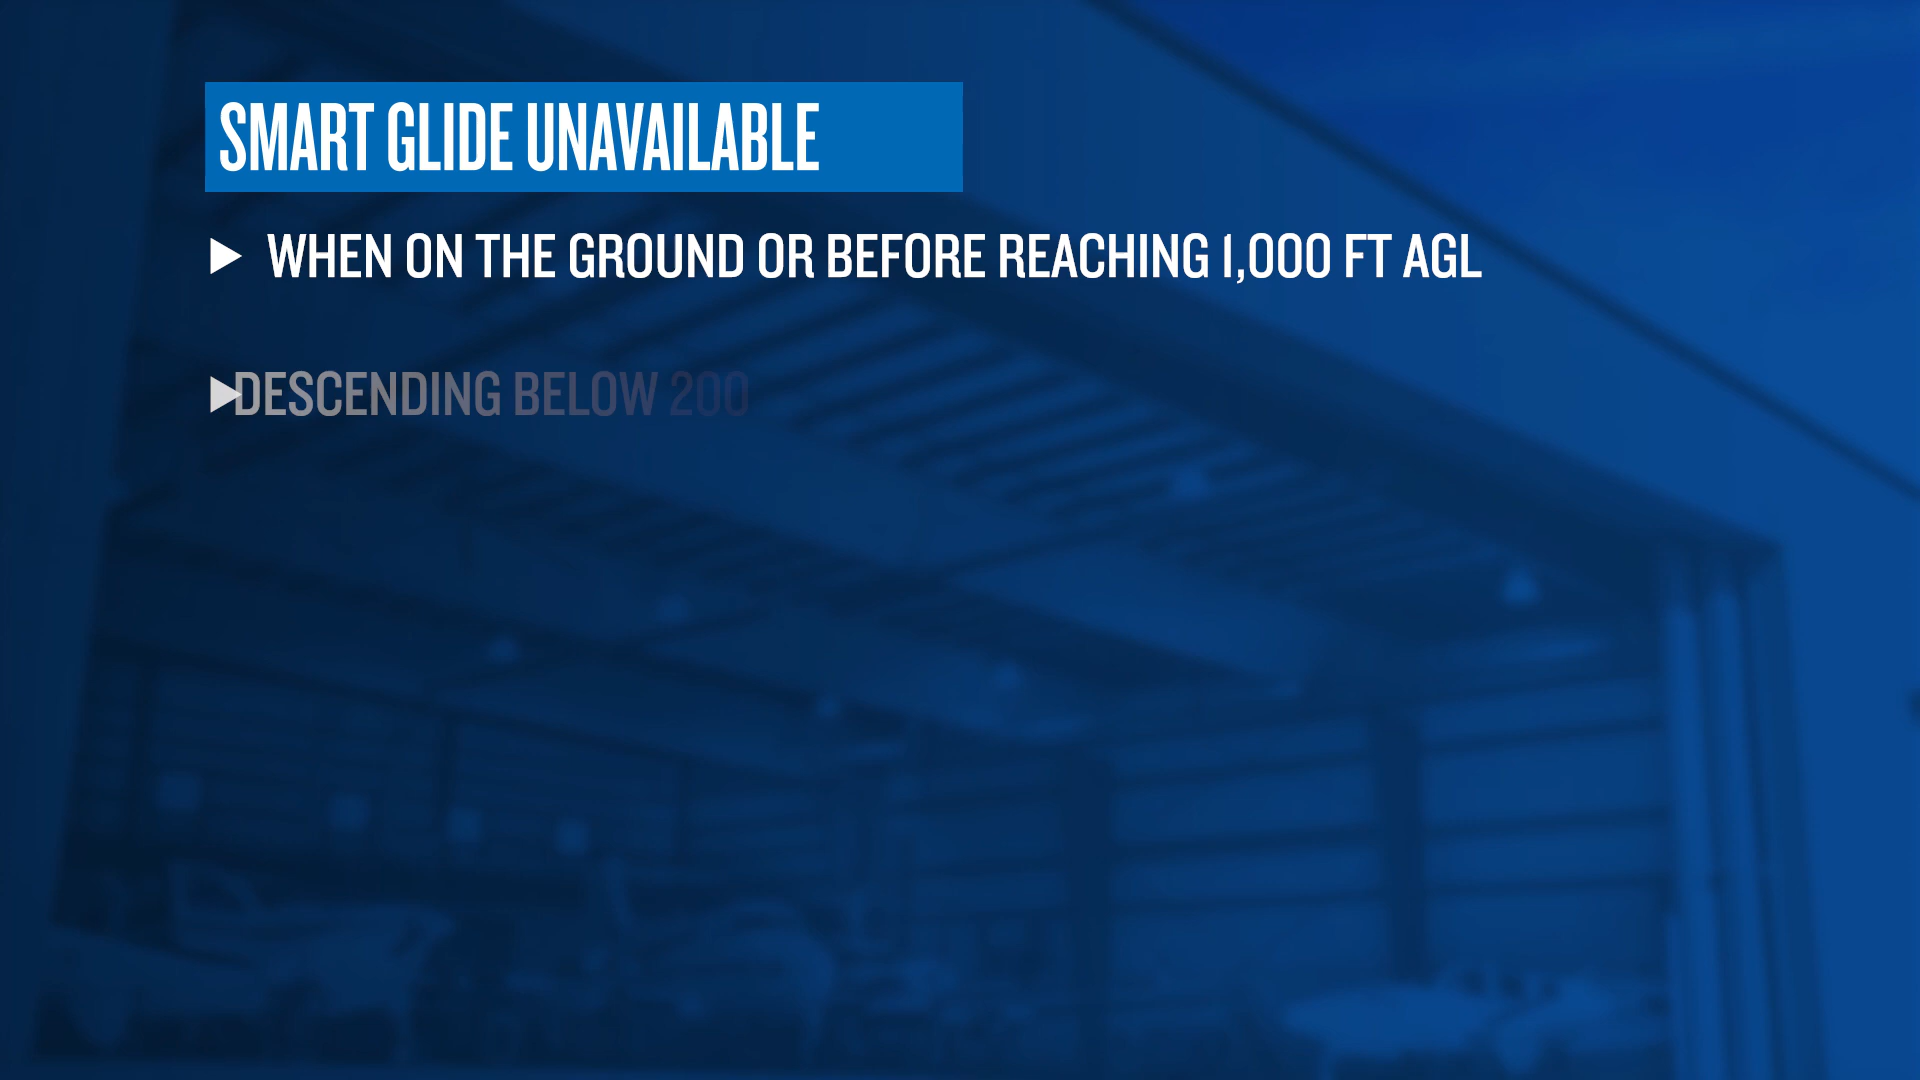 SMART GLIDE UNAVAILABLE
WHEN ON THE GROUND OR BEFORE REACHING 1,000 FT AGL
DESCENDING BELOW 200